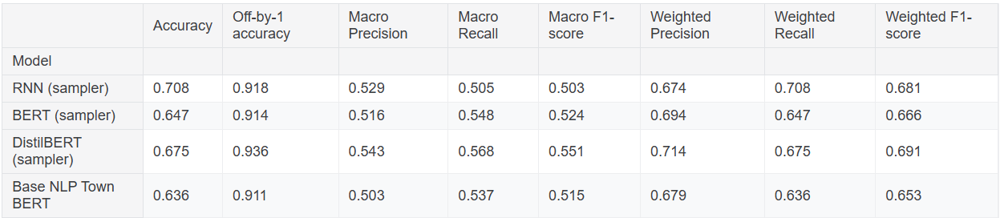 Accuracy Off-by-1 accuracy Macro Precision Macro Recall Macro F1-score Weighted Precision Weighted Recall Weighted F1-score
Model
RNN (sampler) 0.708 0.918 0.529 0.505 0.503 0.674 0.708 0.681
BERT (sampler) 0.647 0.914 0.516 0.548 0.524 0.694 0.647 0.666
DistilBERT (sampler) 0.675 0.936 0.543 0.568 0.551 0.714 0.675 0.691
Base NLP Town BERT 0.636 0.911 0.503 0.537 0.515 0.679 0.636 0.653